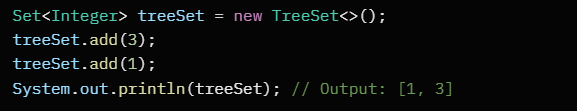 Set<Integer> treeSet = new TreeSet<>();
treeSet.add(3);
treeSet.add(1);
System.out.println(treeSet); // Output: [1, 3]